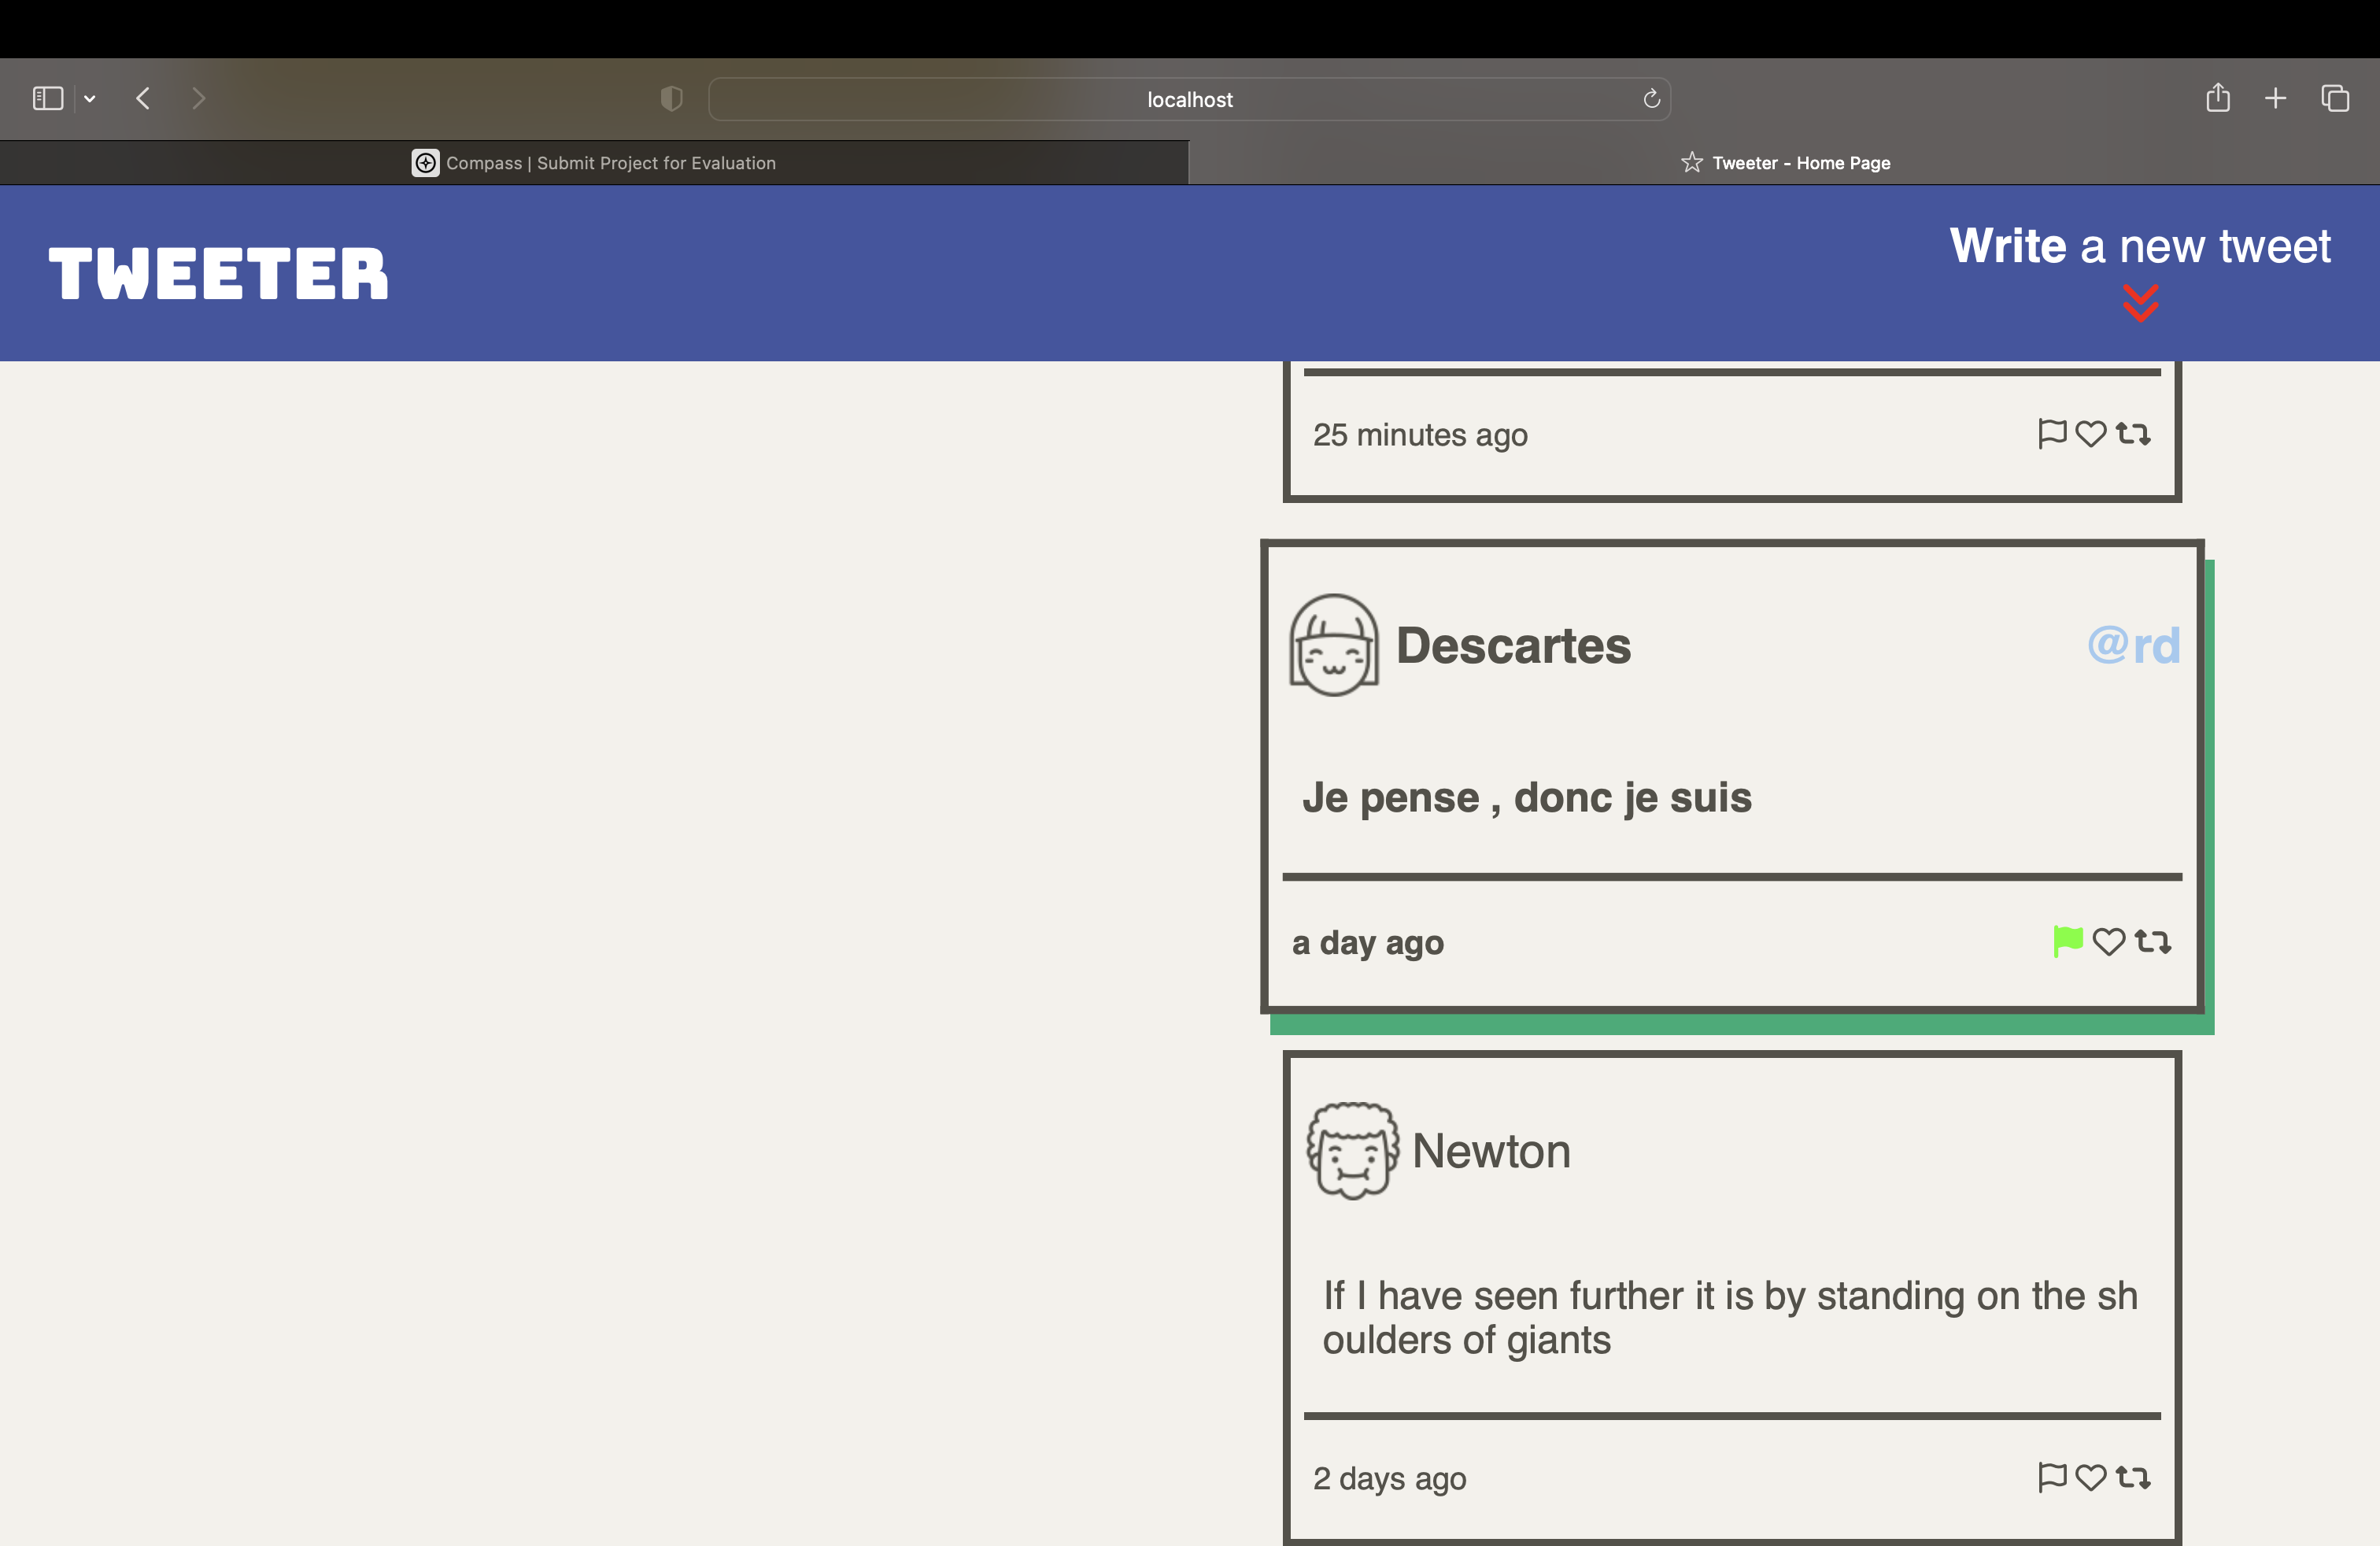 localhost
Compass | Submit Project for Evaluation
Tweeter - Home Page
TWEETER
Write a new tweet
25 minutes ago
Descartes
@rd
Je pense , donc je suis
a day ago
Newton
If I have seen further it is by standing on the sh
oulders of giants
2 days ago